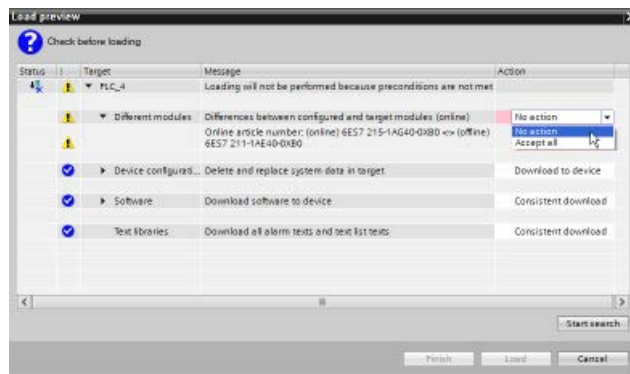 Load preview
Check before loading
Status ! Target Message Action
PLC_4 Loading will not be performed because preconditions are not met
Different modules Differences between configured and target modules (online) No action
Online article number: (online) 6ES7 215-1AG40-0XB0 <> (offline) No action
6ES7 211-1AE40-0XB0 Accept all
Device configurati... Delete and replace system data in target Download to device
Software Download software to device Consistent download
Text libraries Download all alarm texts and text list texts Consistent download
Start search
Finish Load Cancel